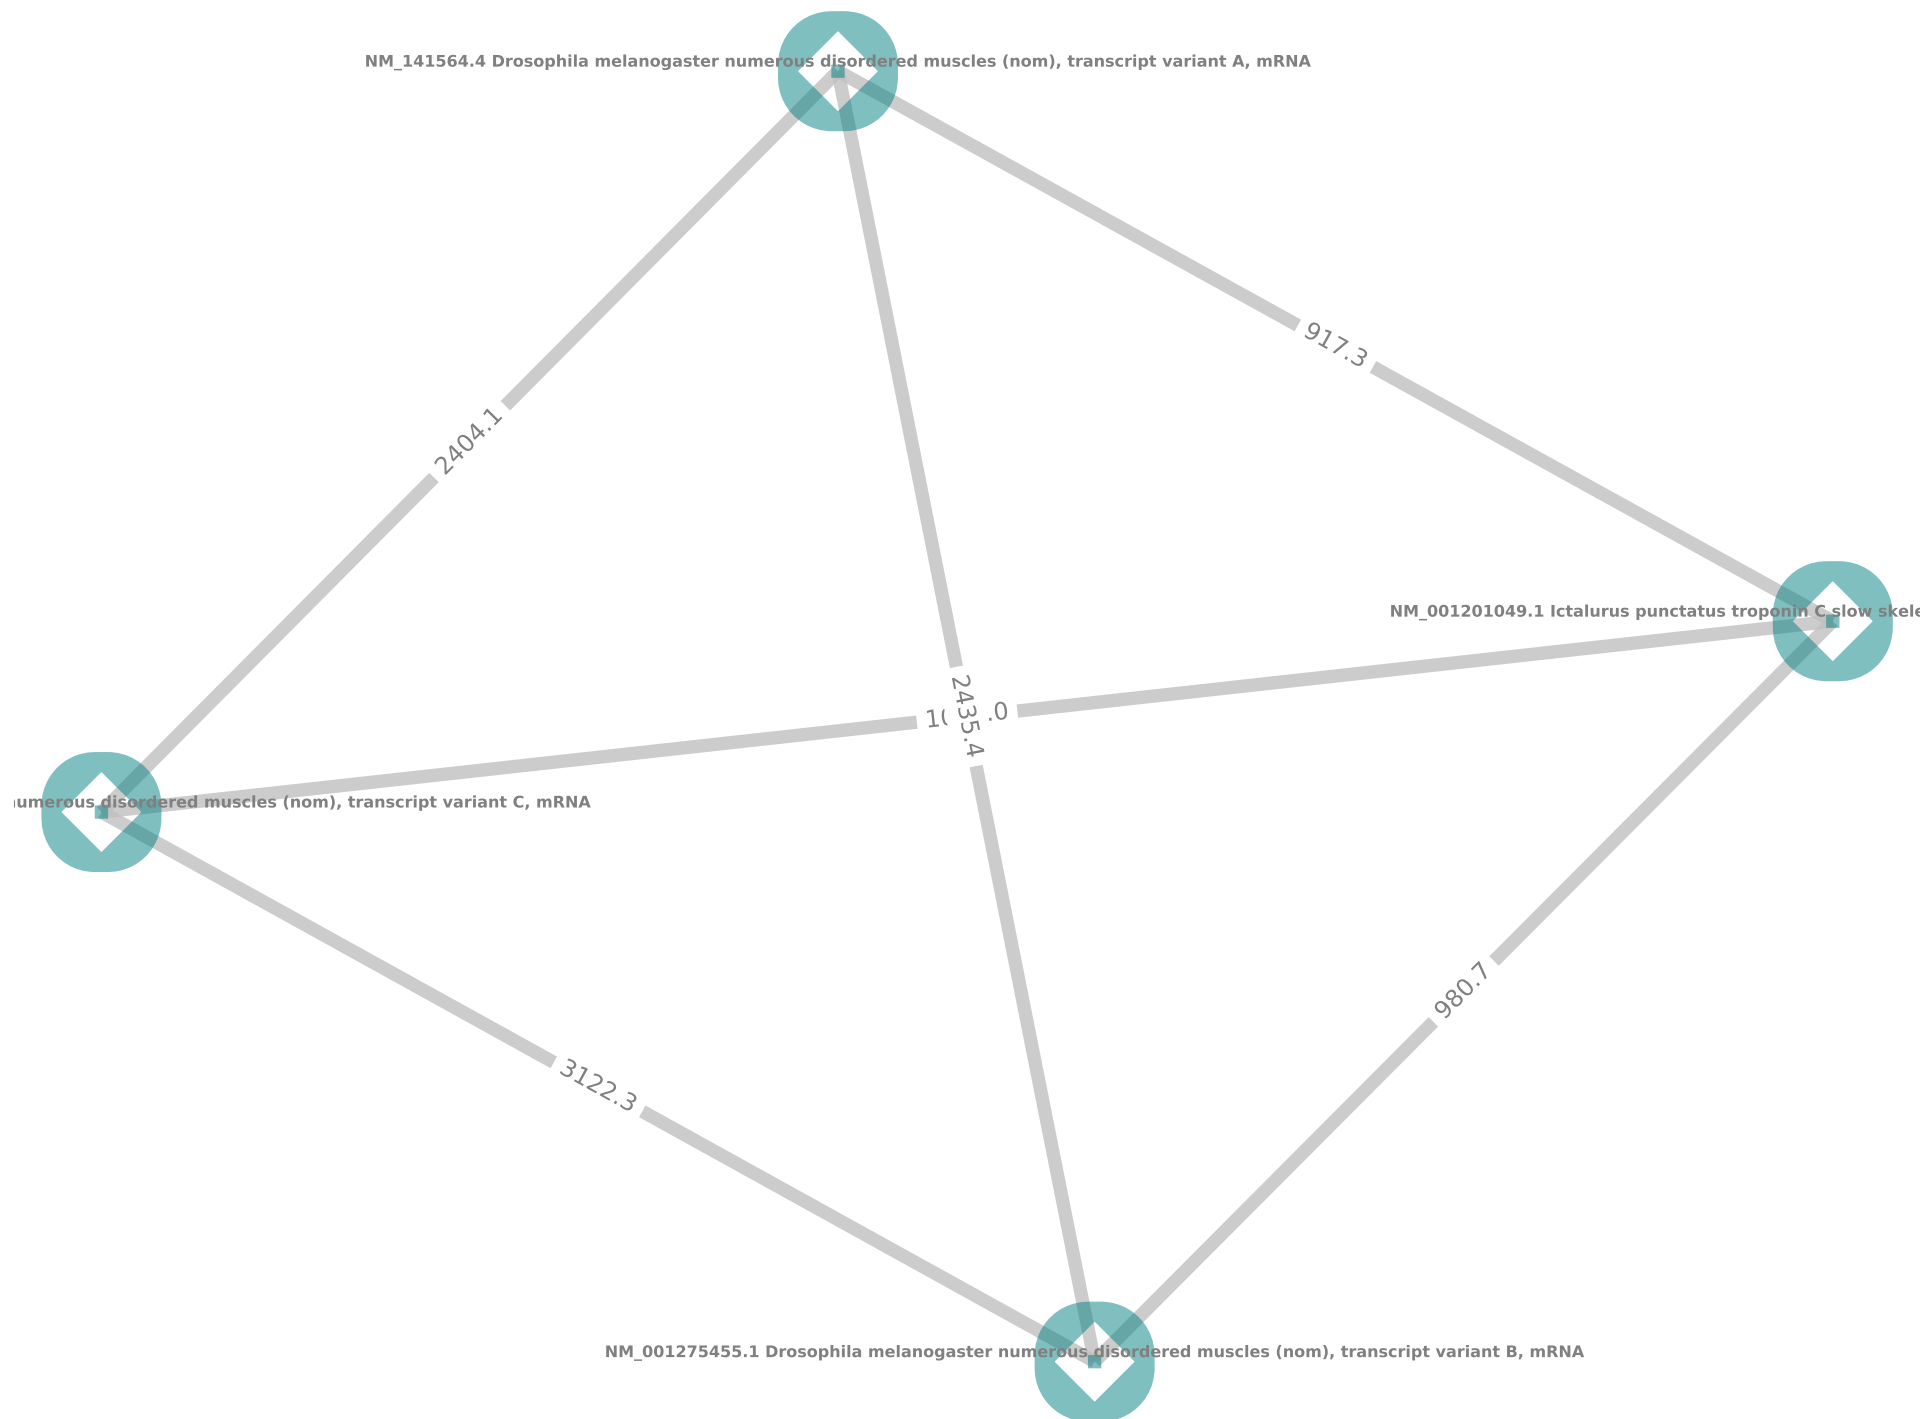 NM_141564.4 Drosophila melanogaster numerous disordered muscles (nom), transcript variant A, mRNA
917.3
2404.1
NM_001201049.1 Ictalurus punctatus troponin C slow
2435.4
disordered muscles (nom), transcript variant C, mRNA
980.7
3122.3
NM_001275455.1 Drosophila melanogaster numerous disordered muscles (nom), transcript variant B, mRNA